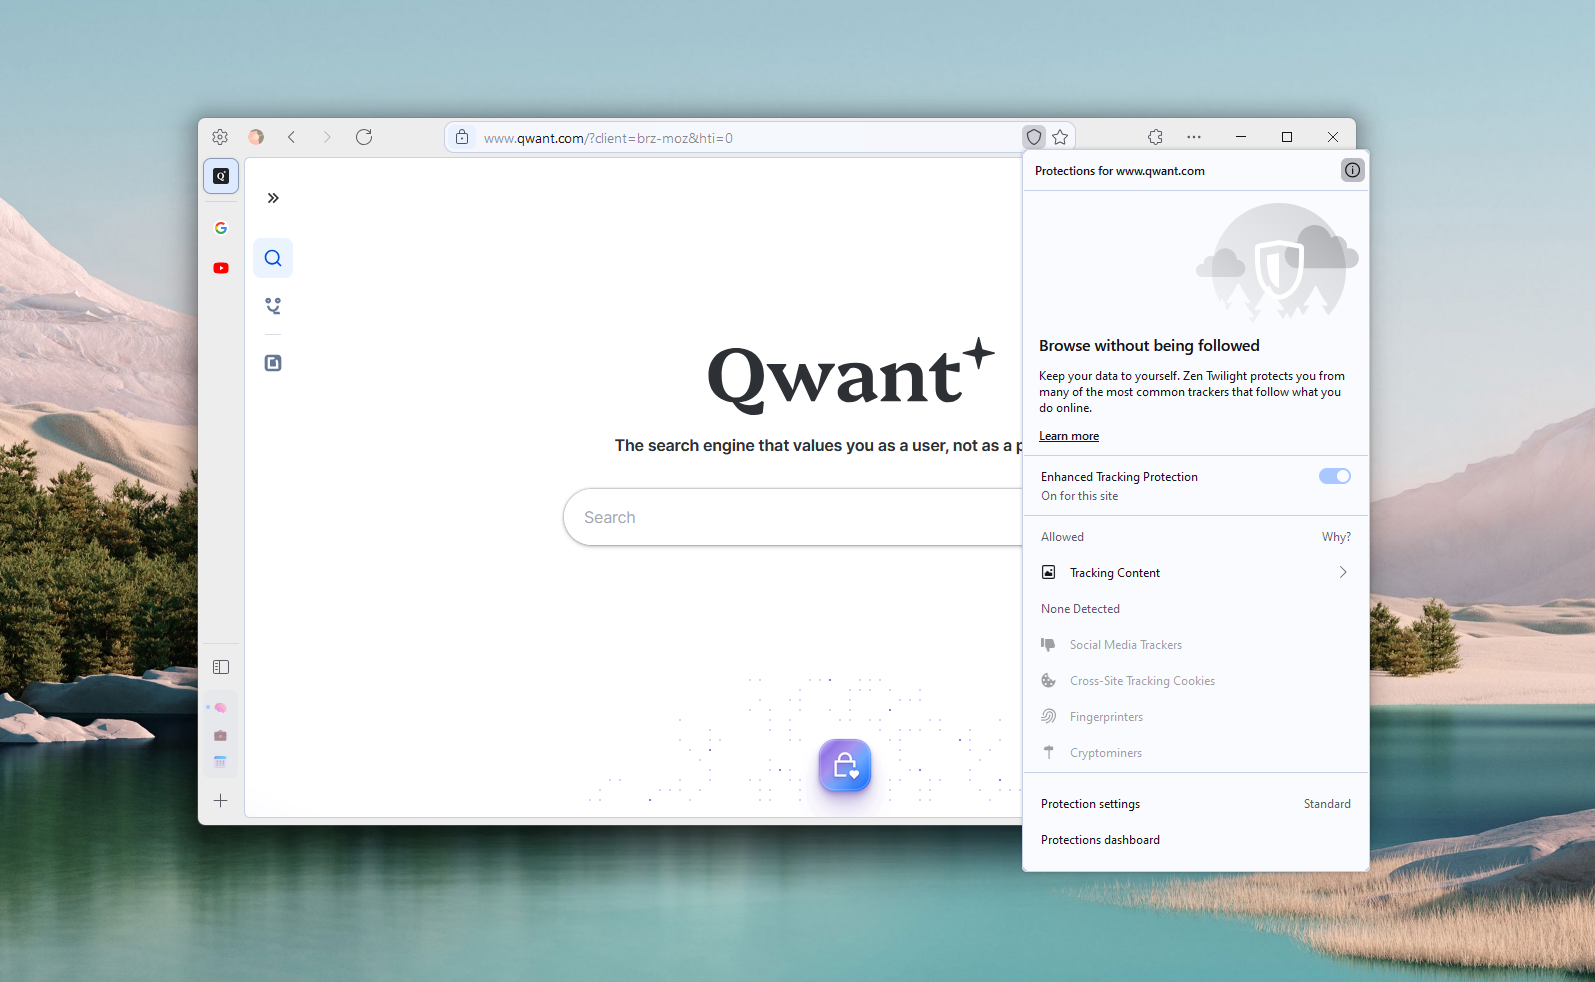 www.qwant.com/?client=brz-moz&hti=0
Protections for www.qwant.com
Browse without being followed
Keep your data to yourself. Zen Twilight protects you from
many of the most common trackers that follow what you
do online.
Learn more
Enhanced Tracking Protection
On for this site
Allowed Why?
Tracking Content
None Detected
Social Media Trackers
Cross-Site Tracking Cookies
Fingerprinters
Cryptominers
Protection settings Standard
Protections dashboard
Qwant
The search engine that values you as a user, not as a p
Search